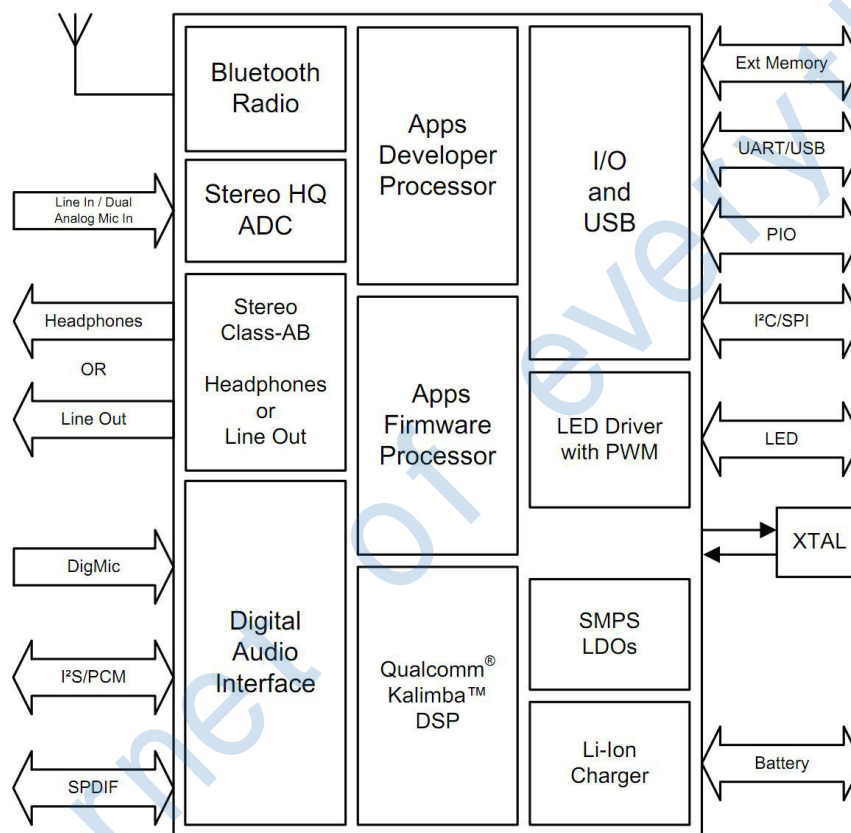 Bluetooth
Radio
Apps
Developer
Processor
I/O
and
USB
Ext Memory
UART/USB
PIO
I²C/SPI
Line In / Dual
Analog Mic In
Stereo HQ
ADC
Headphones
OR
Line Out
Stereo
Class-AB
Headphones
or
Line Out
Apps
Firmware
Processor
LED Driver
with PWM
LED
XTAL
DigMic
I²S/PCM
SPDIF
Digital
Audio
Interface
Qualcomm®
Kalimba™
DSP
SMPS
LDOs
Li-Ion
Charger
Battery
rnet of everyth